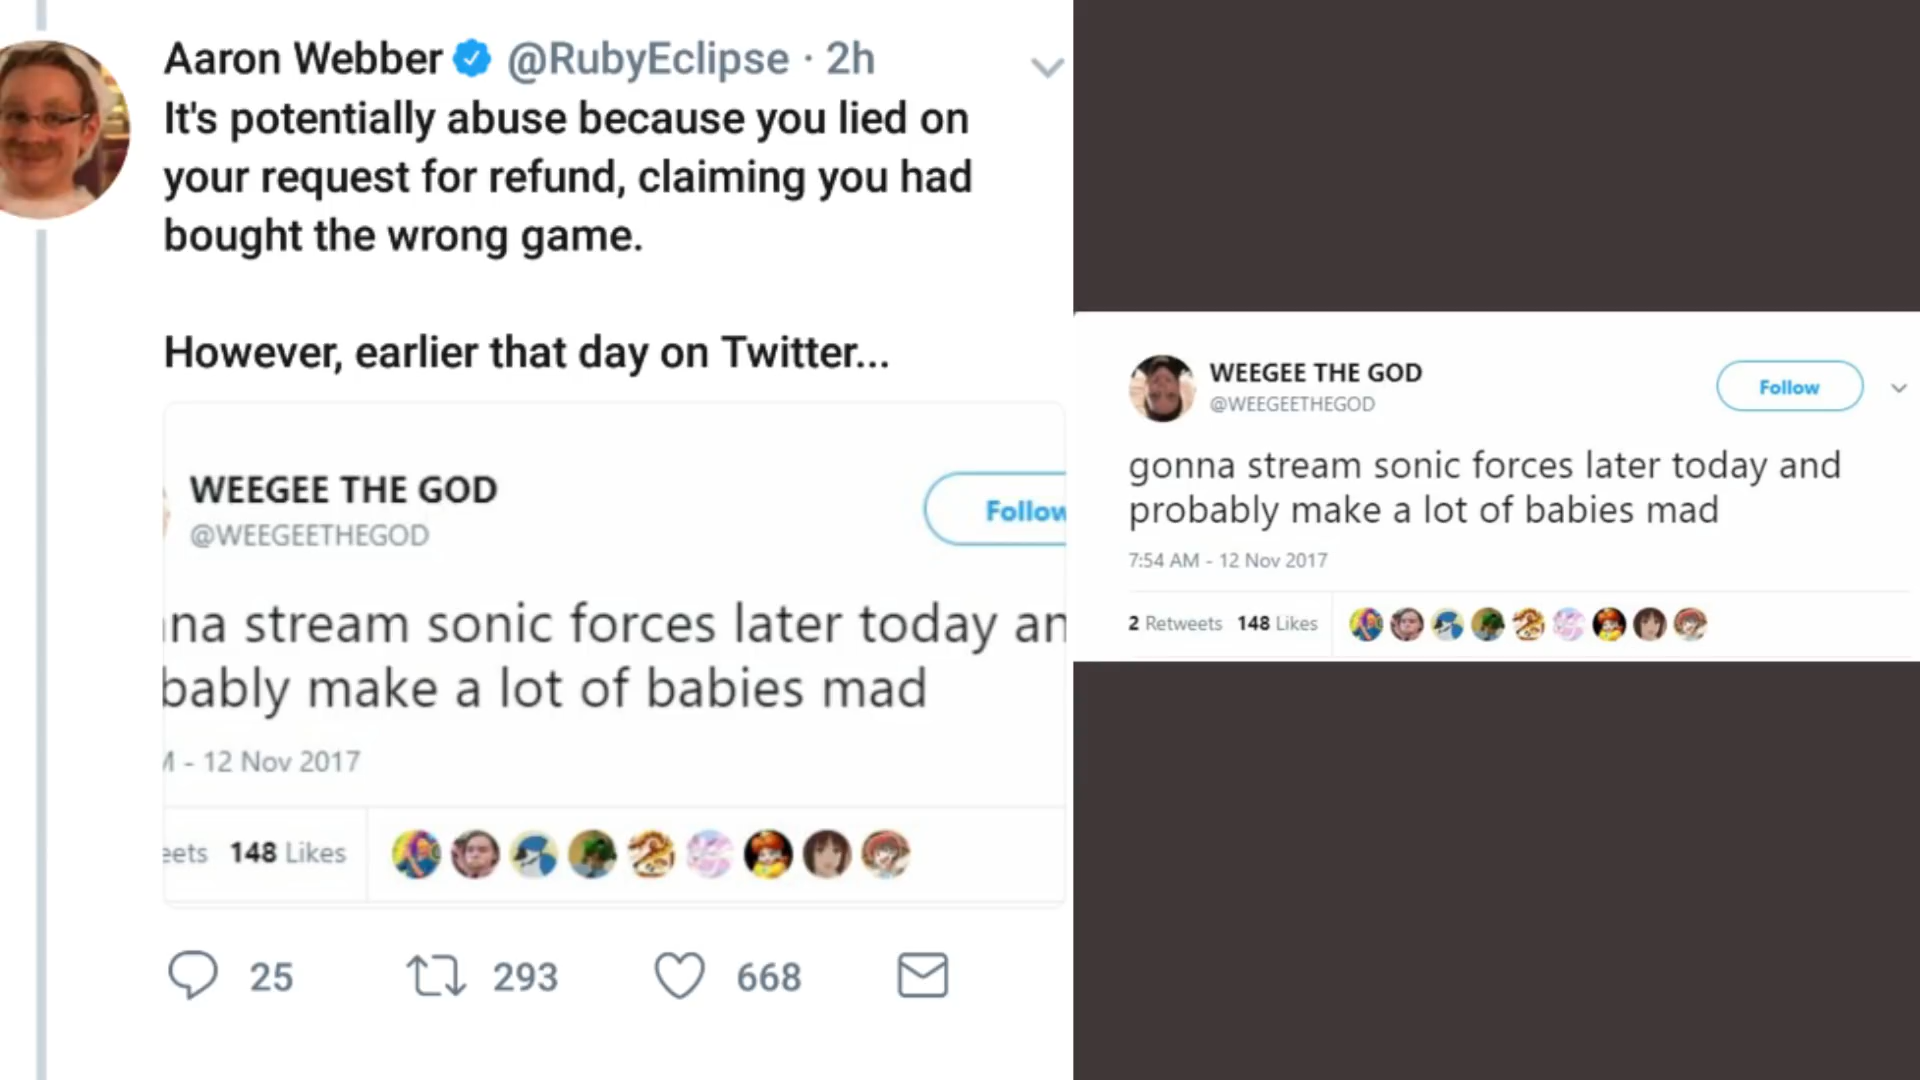 Aaron Webber @RubyEclipse · 2h
It's potentially abuse because you lied on
your request for refund, claiming you had
bought the wrong game.
However, earlier that day on Twitter...
WEEGEE THE GOD
@WEEGEETHEGOD
Follow
nna stream sonic forces later today an
bably make a lot of babies mad
M - 12 Nov 2017
eets 148 Likes
25 293 668
WEEGEE THE GOD
@WEEGEETHEGOD
Follow
gonna stream sonic forces later today and
probably make a lot of babies mad
7:54 AM - 12 Nov 2017
2 Retweets 148 Likes